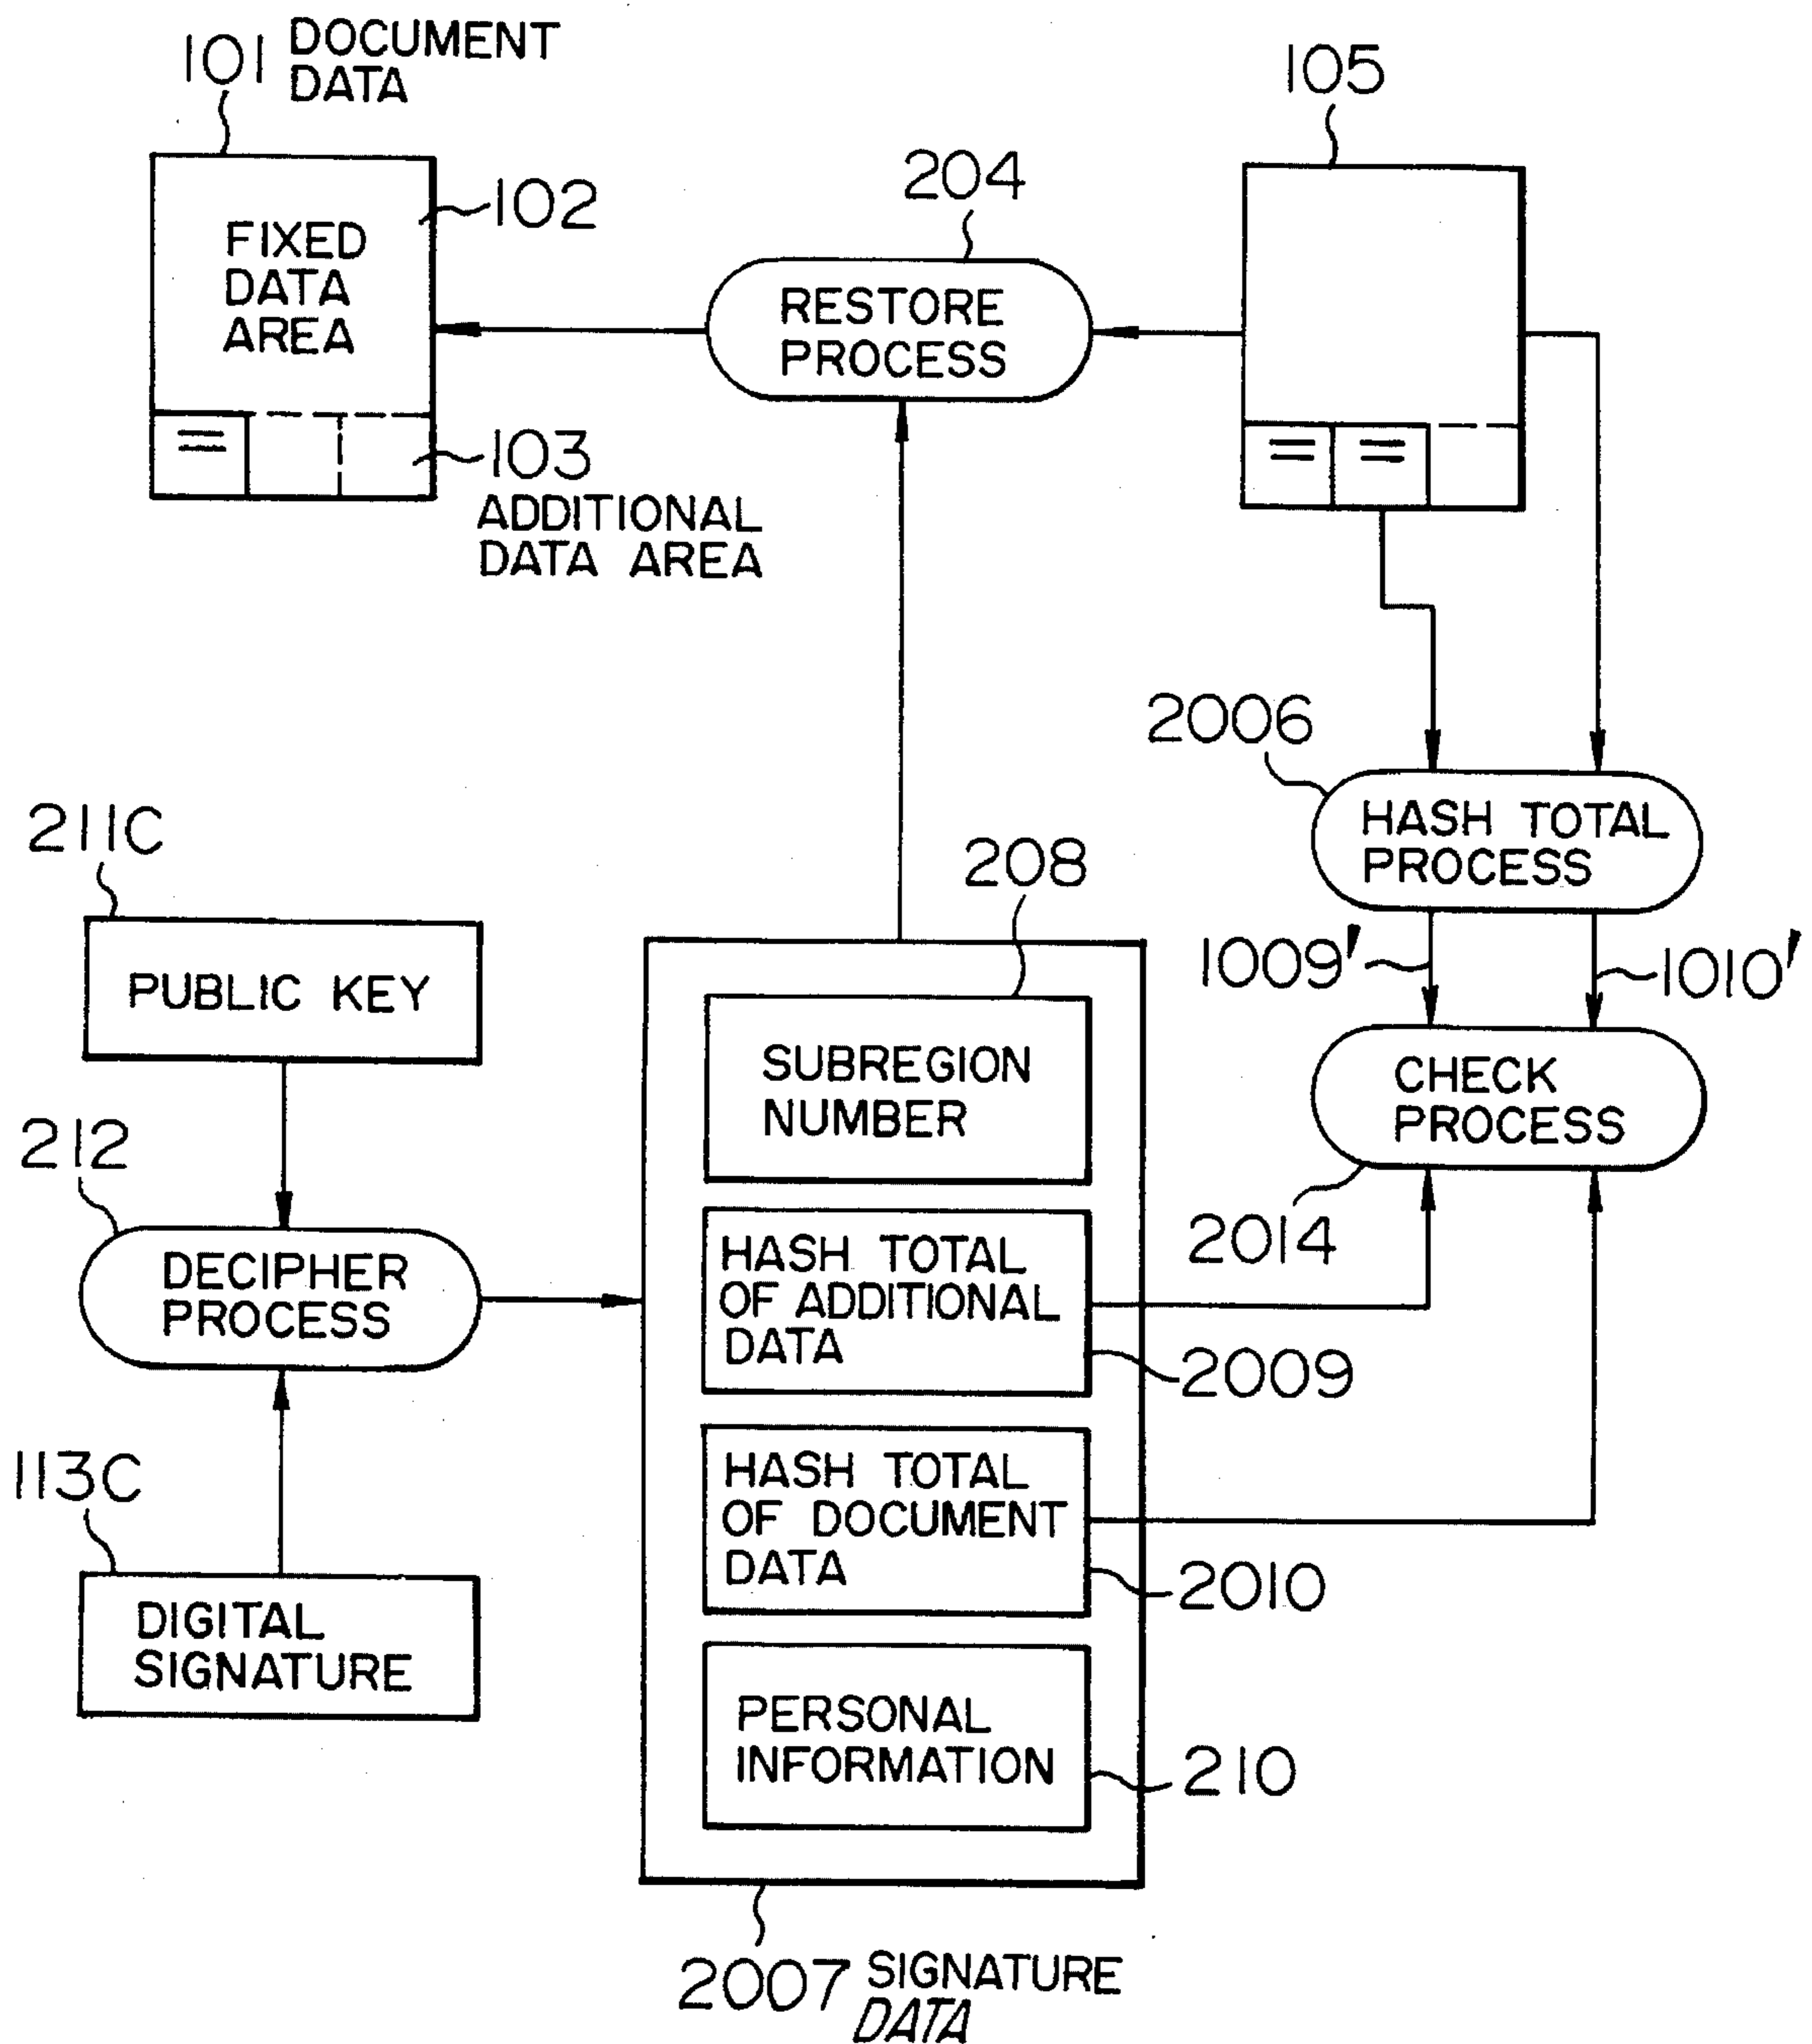 101 DOCUMENT
DATA
105
102
204
FIXED
DATA
AREA
RESTORE
PROCESS
103
ADDITIONAL
DATA AREA
2006
HASH TOTAL
PROCESS
211C
208
1009'
1010'
PUBLIC KEY
SUBREGION
NUMBER
CHECK
PROCESS
212
2014
DECIPHER
PROCESS
HASH TOTAL
OF ADDITIONAL
DATA
2009
113C
HASH TOTAL
OF DOCUMENT
DATA
2010
DIGITAL
SIGNATURE
PERSONAL
INFORMATION
210
2007 SIGNATURE
DATA